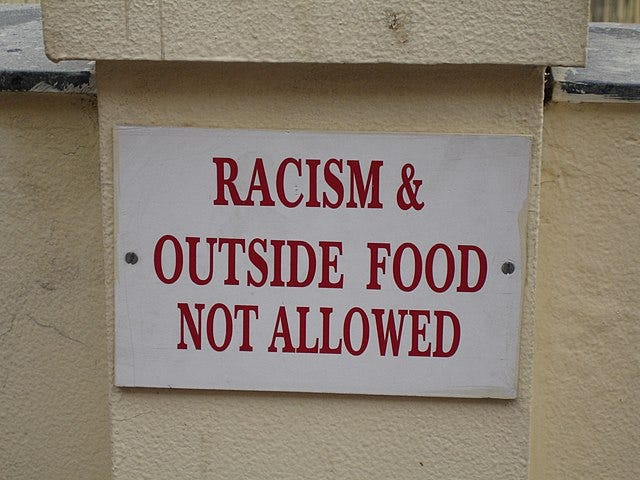 RACISM &
OUTSIDE FOOD
NOT ALLOWED